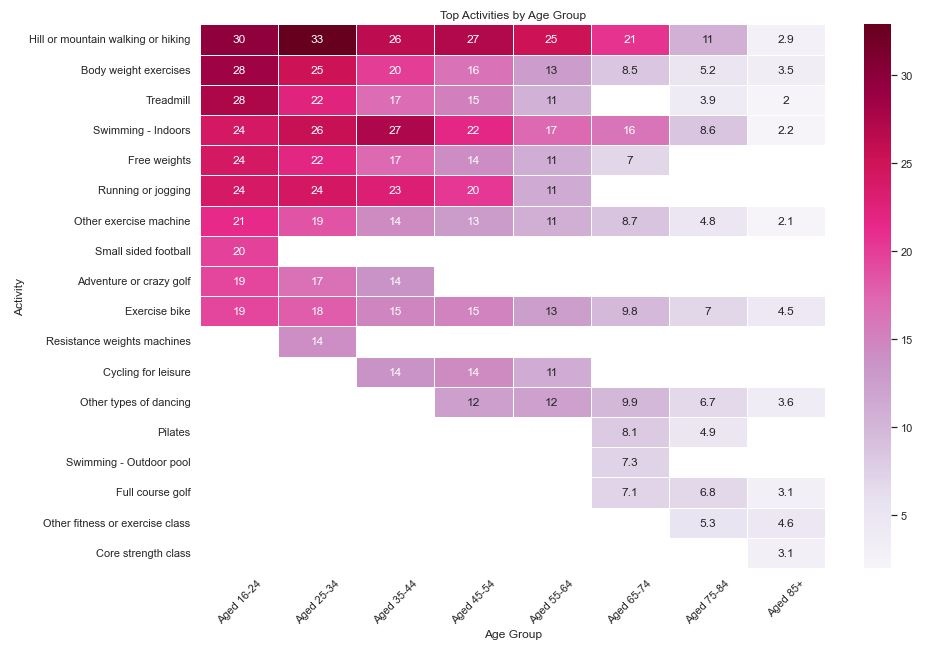 Top Activities by Age Group
Hill or mountain walking or hiking 30 33 26 27 25 21 11 2.9
Body weight exercises 28 25 20 16 13 8.5 5.2 3.5
Treadmill 28 22 17 15 11 3.9 2
Swimming - Indoors 24 26 27 22 17 16 8.6 2.2
Free weights 24 22 17 14 11 7
Running or jogging 24 24 23 20 11
Other exercise machine 21 19 14 13 11 8.7 4.8 2.1
Small sided football 20
Adventure or crazy golf 19 17 14
Exercise bike 19 18 15 15 13 9.8 7 4.5
Resistance weights machines 14
Cycling for leisure 14 14 11
Other types of dancing 12 12 9.9 6.7 3.6
Pilates 8.1 4.9
Swimming - Outdoor pool 7.3
Full course golf 7.1 6.8 3.1
Other fitness or exercise class 5.3 4.6
Core strength class 3.1
Activity
Aged 16-24 Aged 25-34 Aged 35-44 Aged 45-54 Aged 55-64 Aged 65-74 Aged 75-84 Aged 85+
Age Group
30
25
20
15
10
5